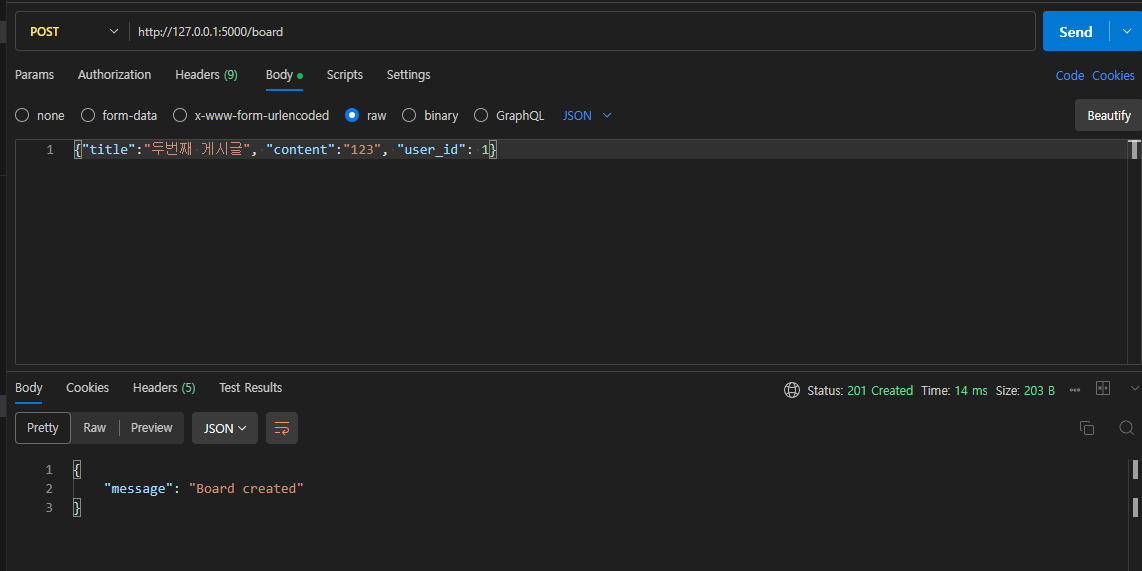 POST http://127.0.0.1:5000/board Send
Params Authorization Headers (9) Body Scripts Settings Code Cookies
none form-data x-www-form-urlencoded raw binary GraphQL JSON Beautify
1 {"title":"두번째 게시글", "content":"123", "user_id": 1}
Body Cookies Headers (5) Test Results Status: 201 Created Time: 14 ms Size: 203 B
Pretty Raw Preview JSON
1 {
2 "message": "Board created"
3 }